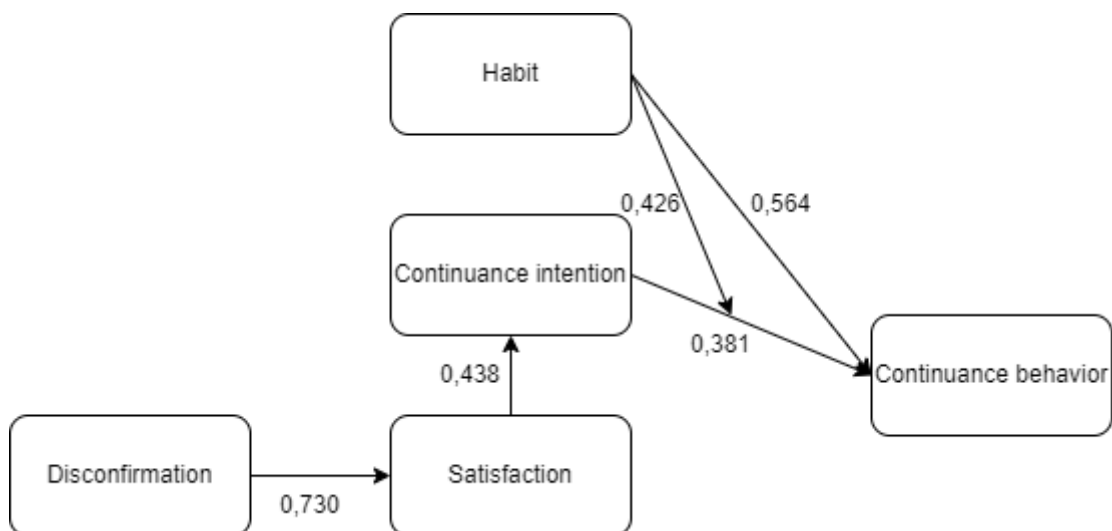 Habit
0,426
0,564
Continuance intention
0,381
Continuance behavior
0,438
Disconfirmation
Satisfaction
0,730